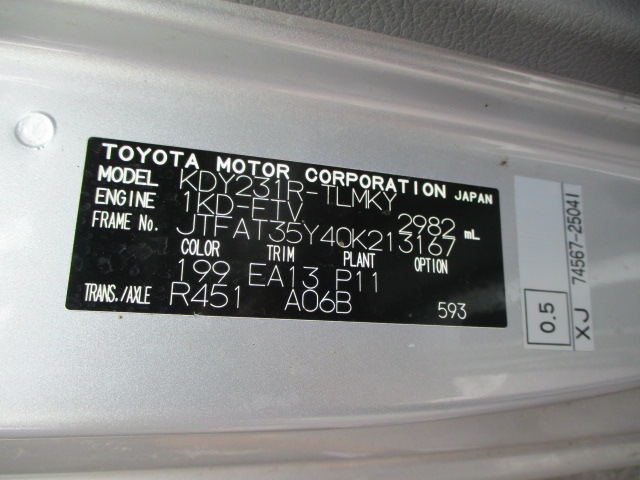 TOYOTA MOTOR CORPORATION JAPAN
MODEL KDY231R-TLMKY
ENGINE 1KD-FTV 2982 mL
FRAME No. JTFAT35Y40K213167
COLOR TRIM PLANT OPTION
199 EA13 P11
TRANS./AXLE R451 A06B 593
0.5
XJ 74567-25041